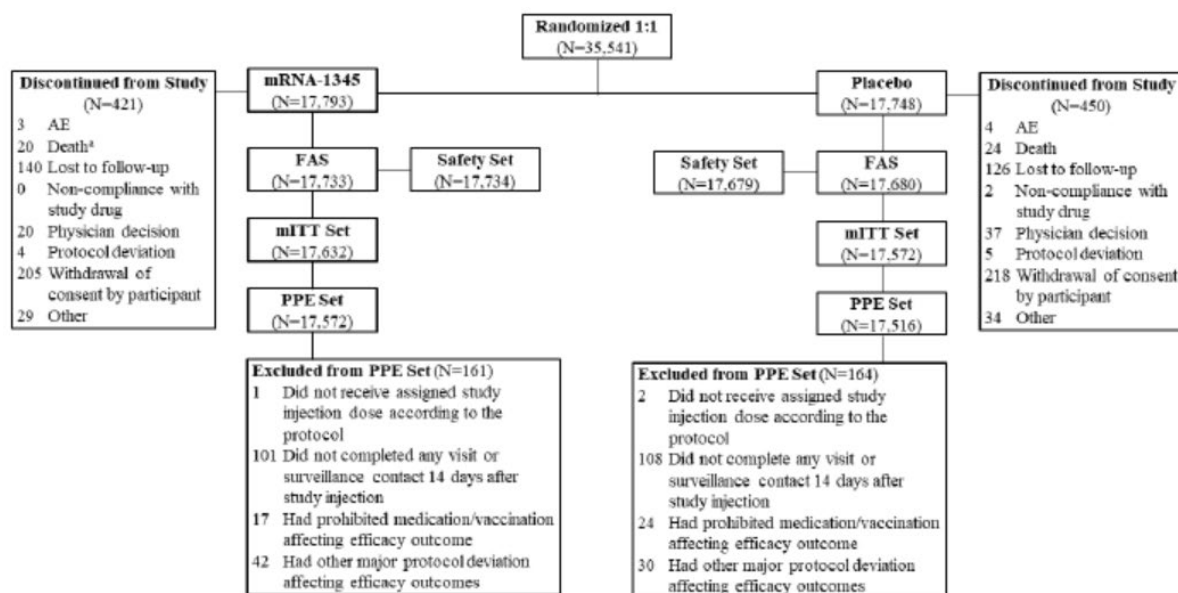 Randomized 1:1
(N=35,541)
Discontinued from Study
(N=421)
3 AE
20 Deathᵃ
140 Lost to follow-up
0 Non-compliance with
study drug
20 Physician decision
4 Protocol deviation
205 Withdrawal of
consent by participant
29 Other
mRNA-1345
(N=17,793)
Placebo
(N=17,748)
Discontinued from Study
(N=450)
4 AE
24 Death
126 Lost to follow-up
2 Non-compliance with
study drug
37 Physician decision
5 Protocol deviation
218 Withdrawal of consent
by participant
34 Other
FAS
(N=17,733)
Safety Set
(N=17,734)
Safety Set
(N=17,679)
FAS
(N=17,680)
mITT Set
(N=17,632)
mITT Set
(N=17,572)
PPE Set
(N=17,572)
PPE Set
(N=17,516)
Excluded from PPE Set (N=161)
1 Did not receive assigned study
injection dose according to the
protocol
101 Did not completed any visit or
surveillance contact 14 days after
study injection
17 Had prohibited medication/vaccination
affecting efficacy outcome
42 Had other major protocol deviation
affecting efficacy outcomes
Excluded from PPE Set (N=164)
2 Did not receive assigned study
injection dose according to the
protocol
108 Did not complete any visit or
surveillance contact 14 days after
study injection
24 Had prohibited medication/vaccination
affecting efficacy outcome
30 Had other major protocol deviation
affecting efficacy outcomes